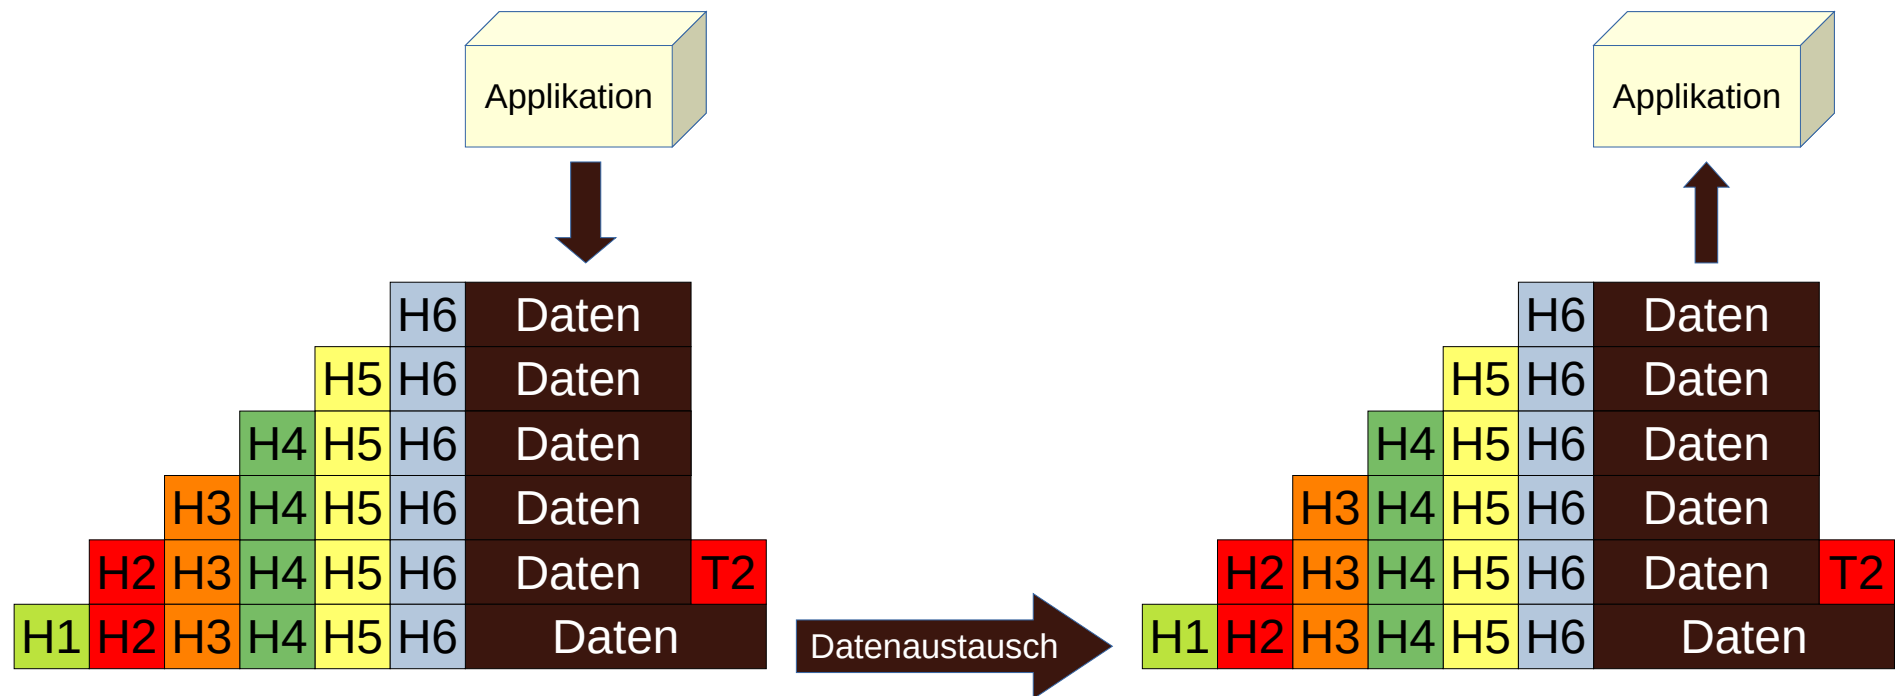 Applikation Applikation
H6 Daten H6 Daten
H5 H6 Daten H5 H6 Daten
H4 H5 H6 Daten H4 H5 H6 Daten
H3 H4 H5 H6 Daten H3 H4 H5 H6 Daten
H2 H3 H4 H5 H6 Daten T2 H2 H3 H4 H5 H6 Daten T2
H1 H2 H3 H4 H5 H6 Daten Datenaustausch H1 H2 H3 H4 H5 H6 Daten